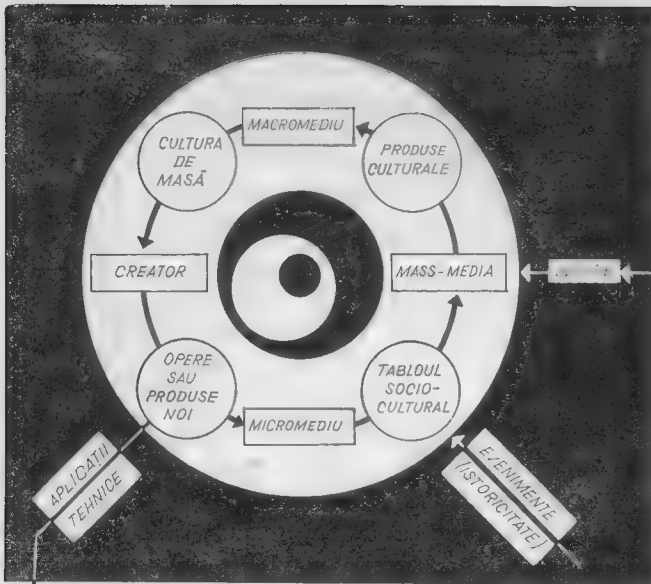 MACROMEDIU
CULTURA
DE
MASĂ
PRODUSE
CULTURALE
CREATOR
MASS-MEDIA
OPERE
SAU
PRODUSE
NOI
TABLOUL
SOCIO-
CULTURAL
MICROMEDIU
APLICAȚII
TEHNICE
EVENIMENTE
(ISTORICITATE)